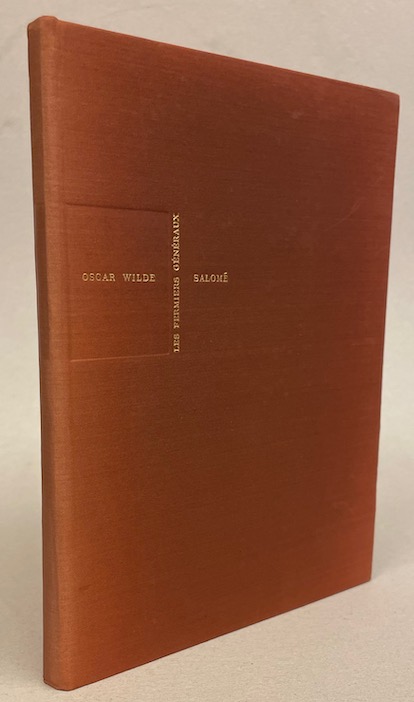 OSCAR WILDE
LES FERMIERS GÉNÉRAUX
SALOMÉ